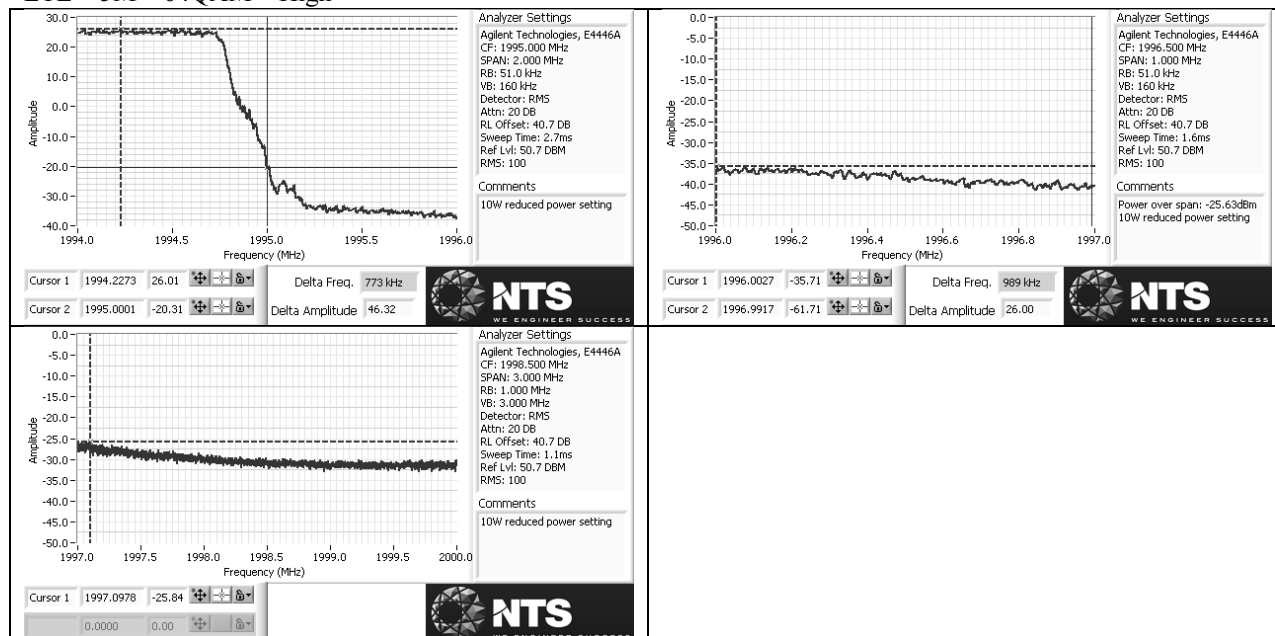 30.0
20.0
10.0
0.0
-10.0
-20.0
-30.0
-40.0
Amplitude
1994.0 1994.5 1995.0 1995.5 1996.0
Frequency (MHz)
Analyzer Settings
Agilent Technologies, E4446A
CF: 1995.000 MHz
SPAN: 2.000 MHz
RB: 51.0 kHz
VB: 160 kHz
Detector: RMS
Attn: 20 DB
RL Offset: 40.7 DB
Sweep Time: 2.7ms
Ref Lvl: 50.7 DBM
RMS: 100
Comments
10W reduced power setting
Cursor 1 1994.2273 26.01
Cursor 2 1995.0001 -20.31
Delta Freq. 773 kHz
Delta Amplitude 46.32
NTS
WE ENGINEER SUCCESS
0.0
-5.0
-10.0
-15.0
-20.0
-25.0
-30.0
-35.0
-40.0
-45.0
-50.0
Amplitude
1996.0 1996.2 1996.4 1996.6 1996.8 1997.0
Frequency (MHz)
Analyzer Settings
Agilent Technologies, E4446A
CF: 1996.500 MHz
SPAN: 1.000 MHz
RB: 51.0 kHz
VB: 160 kHz
Detector: RMS
Attn: 20 DB
RL Offset: 40.7 DB
Sweep Time: 1.6ms
Ref Lvl: 50.7 DBM
RMS: 100
Comments
Power over span: -25.63dBm
10W reduced power setting
Cursor 1 1996.0027 -35.71
Cursor 2 1996.9917 -61.71
Delta Freq. 989 kHz
Delta Amplitude 26.00
NTS
WE ENGINEER SUCCESS
0.0
-5.0
-10.0
-15.0
-20.0
-25.0
-30.0
-35.0
-40.0
-45.0
-50.0
Amplitude
1997.0 1997.5 1998.0 1998.5 1999.0 1999.5 2000.0
Frequency (MHz)
Analyzer Settings
Agilent Technologies, E4446A
CF: 1998.500 MHz
SPAN: 3.000 MHz
RB: 1.000 MHz
VB: 3.000 MHz
Detector: RMS
Attn: 20 DB
RL Offset: 40.7 DB
Sweep Time: 1.1ms
Ref Lvl: 50.7 DBM
RMS: 100
Comments
10W reduced power setting
Cursor 1 1997.0978 -25.84
0.0000 0.00
NTS